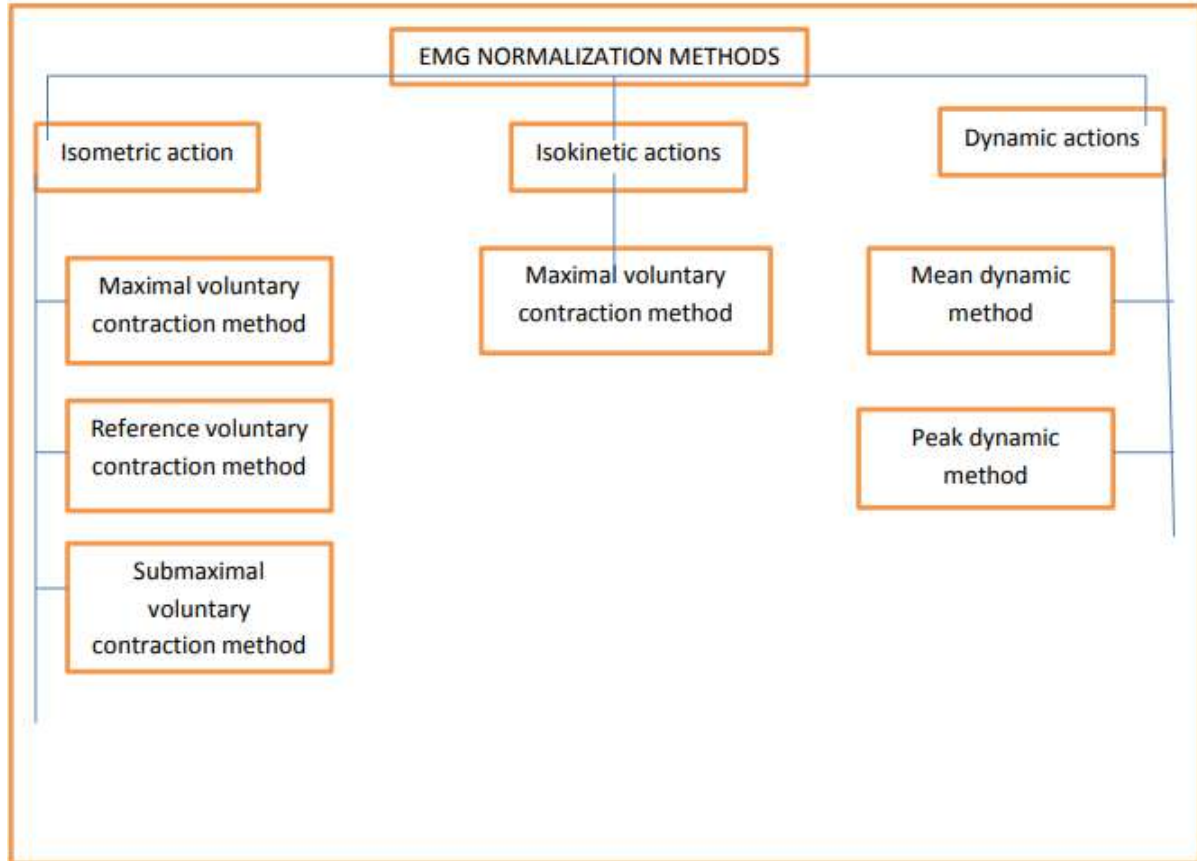 EMG NORMALIZATION METHODS
Isometric action
Isokinetic actions
Dynamic actions
Maximal voluntary
contraction method
Reference voluntary
contraction method
Submaximal
voluntary
contraction method
Maximal voluntary
contraction method
Mean dynamic
method
Peak dynamic
method